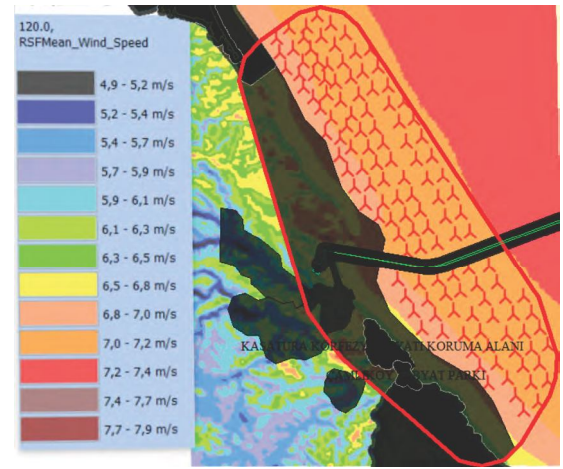 120.0,
RSFMean_Wind_Speed
4,9 - 5,2 m/s
5,2 - 5,4 m/s
5,4 - 5,7 m/s
5,7 - 5,9 m/s
5,9 - 6,1 m/s
6,1 - 6,3 m/s
6,3 - 6,5 m/s
6,5 - 6,8 m/s
6,8 - 7,0 m/s
7,0 - 7,2 m/s
7,2 - 7,4 m/s
7,4 - 7,7 m/s
7,7 - 7,9 m/s
KASATURA KÖRFEZİ KORUMA ALANI
PARKI